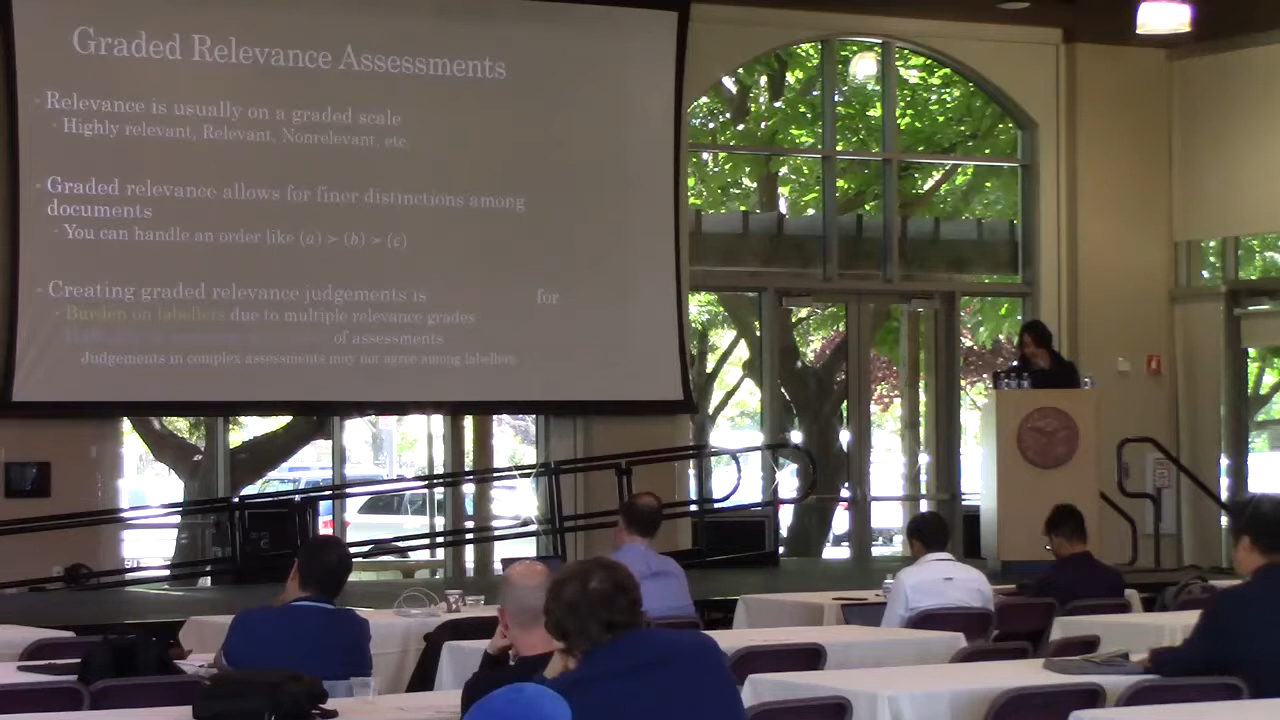 Graded Relevance Assessments
Relevance is usually on a graded scale
Highly relevant, Relevant, Nonrelevant, etc.
Graded relevance allows for finer distinctions among
documents
You can handle an order like (a) > (b) > (c)
Creating graded relevance judgements is for
Burden on labellers due to multiple relevance grades
of assessments
Judgements in complex assessments may not agree among labellers